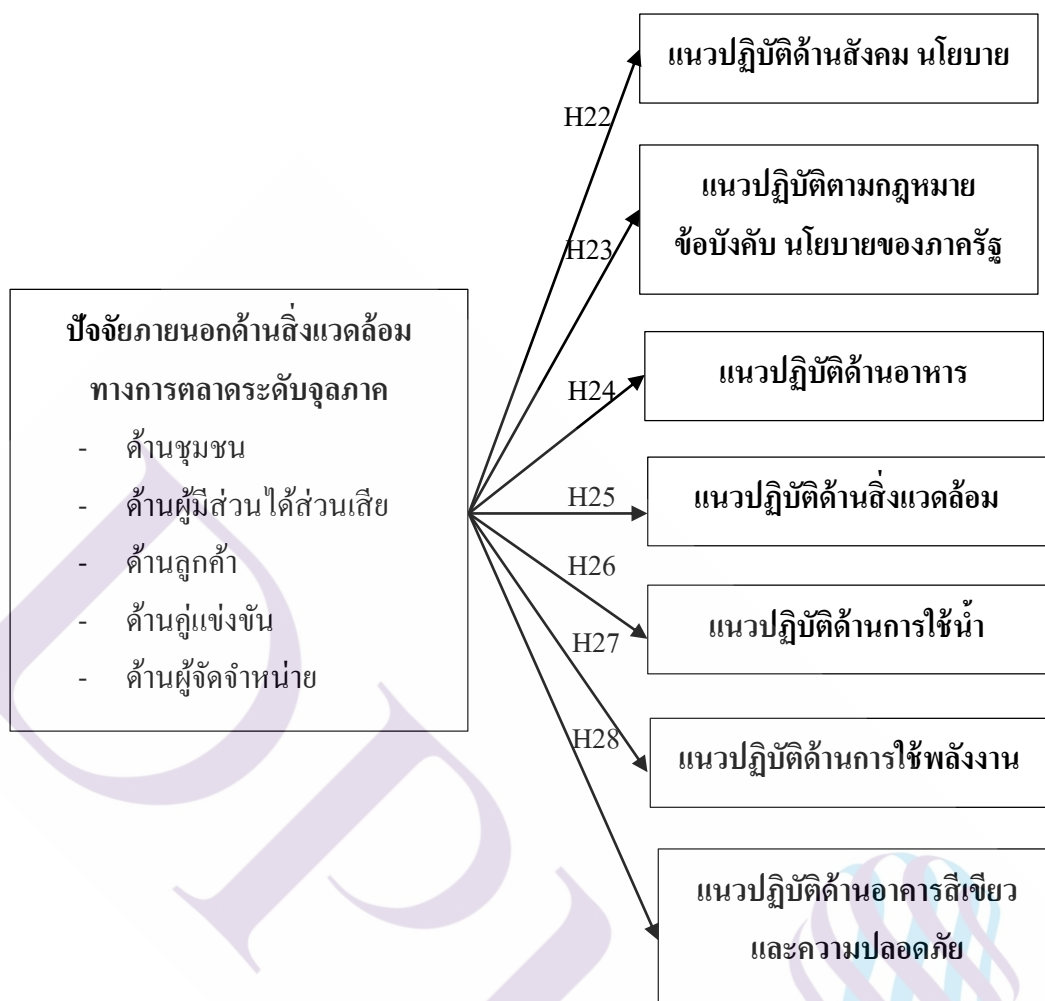 แนวปฏิบัติด้านสังคม นโยบาย
H22
แนวปฏิบัติตามกฎหมาย
ข้อบังคับ นโยบายของภาครัฐ
H23
ปัจจัยภายนอกด้านสิ่งแวดล้อม
ทางการตลาดระดับจุลภาค
- ด้านชุมชน
- ด้านผู้มีส่วนได้ส่วนเสีย
- ด้านลูกค้า
- ด้านคู่แข่งขัน
- ด้านผู้จัดจำหน่าย
แนวปฏิบัติด้านอาหาร
H24
แนวปฏิบัติด้านสิ่งแวดล้อม
H25
H26
แนวปฏิบัติด้านการใช้น้ำ
H27
แนวปฏิบัติด้านการใช้พลังงาน
H28
แนวปฏิบัติด้านอาคารสีเขียว
และความปลอดภัย
DPU